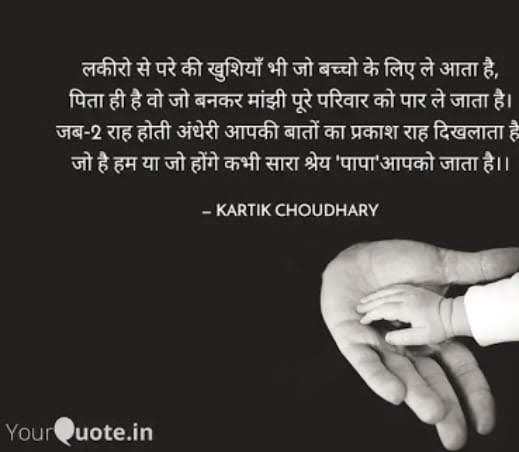 लकीरो से परे की खुशियाँ भी जो बच्चो के लिए ले आता है,
पिता ही है वो जो बनकर मांझी पूरे परिवार को पार ले जाता है।
जब-2 राह होती अंधेरी आपकी बातों का प्रकाश राह दिखलाता है
जो है हम या जो होंगे कभी सारा श्रेय 'पापा'आपको जाता है।।
– KARTIK CHOUDHARY
YourQuote.in